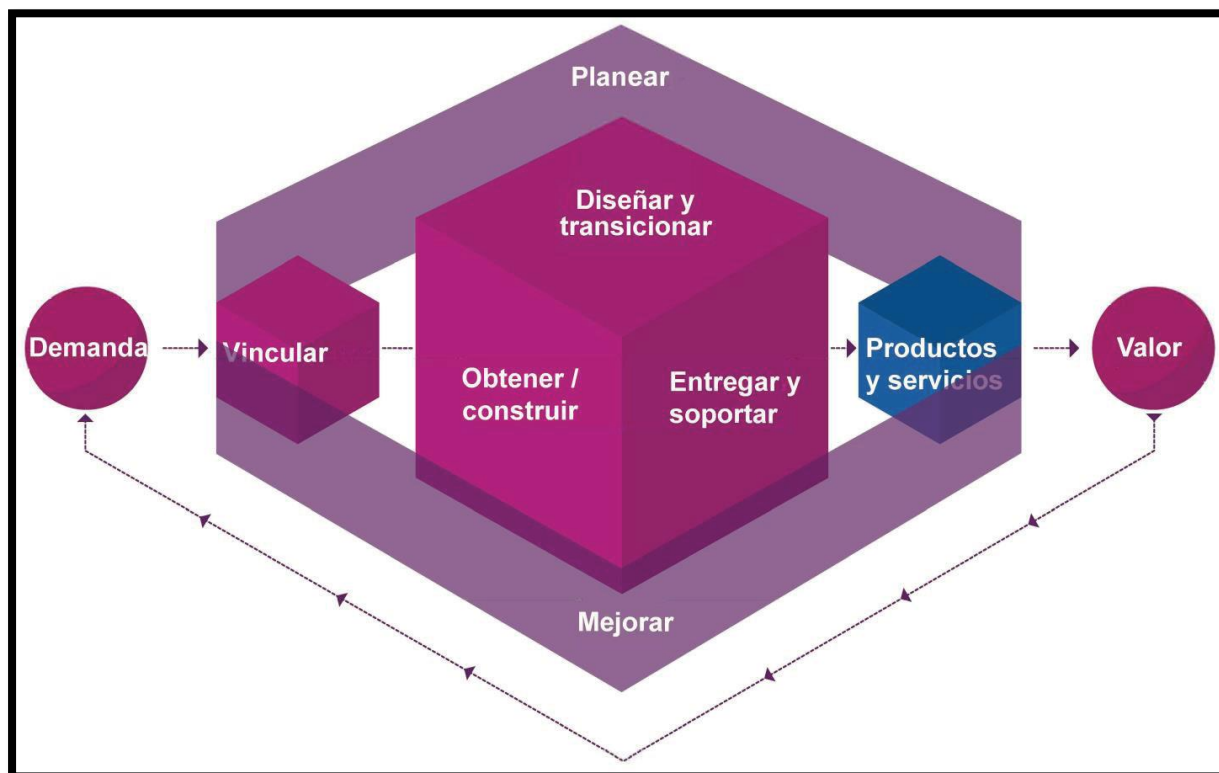 Planear
Diseñar y
transicionar
Demanda
Vincular
Obtener /
construir
Entregar y
soportar
Productos
y servicios
Valor
Mejorar